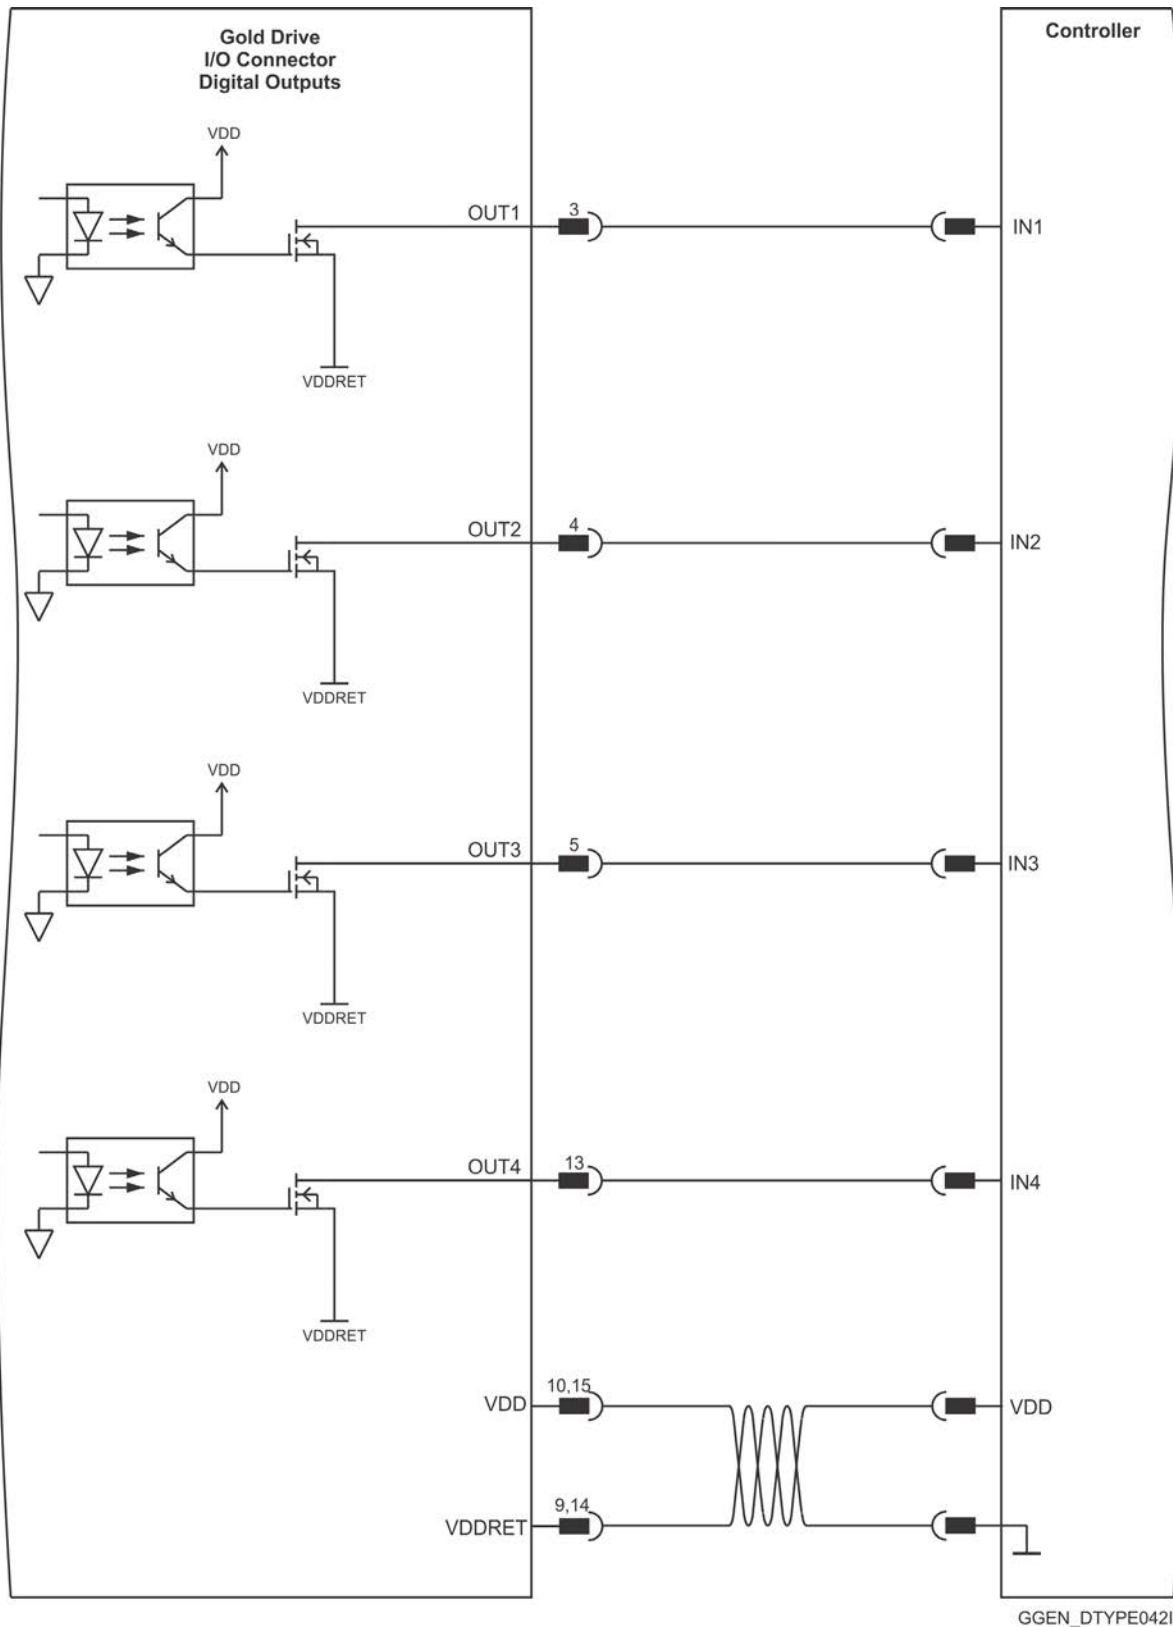 Gold Drive
I/O Connector
Digital Outputs
Controller
VDD
OUT1
3
IN1
VDDRET
VDD
OUT2
4
IN2
VDDRET
VDD
OUT3
5
IN3
VDDRET
VDD
OUT4
13
IN4
VDDRET
VDD
10,15
VDD
VDDRET
9,14
GGEN_DTYPE042I